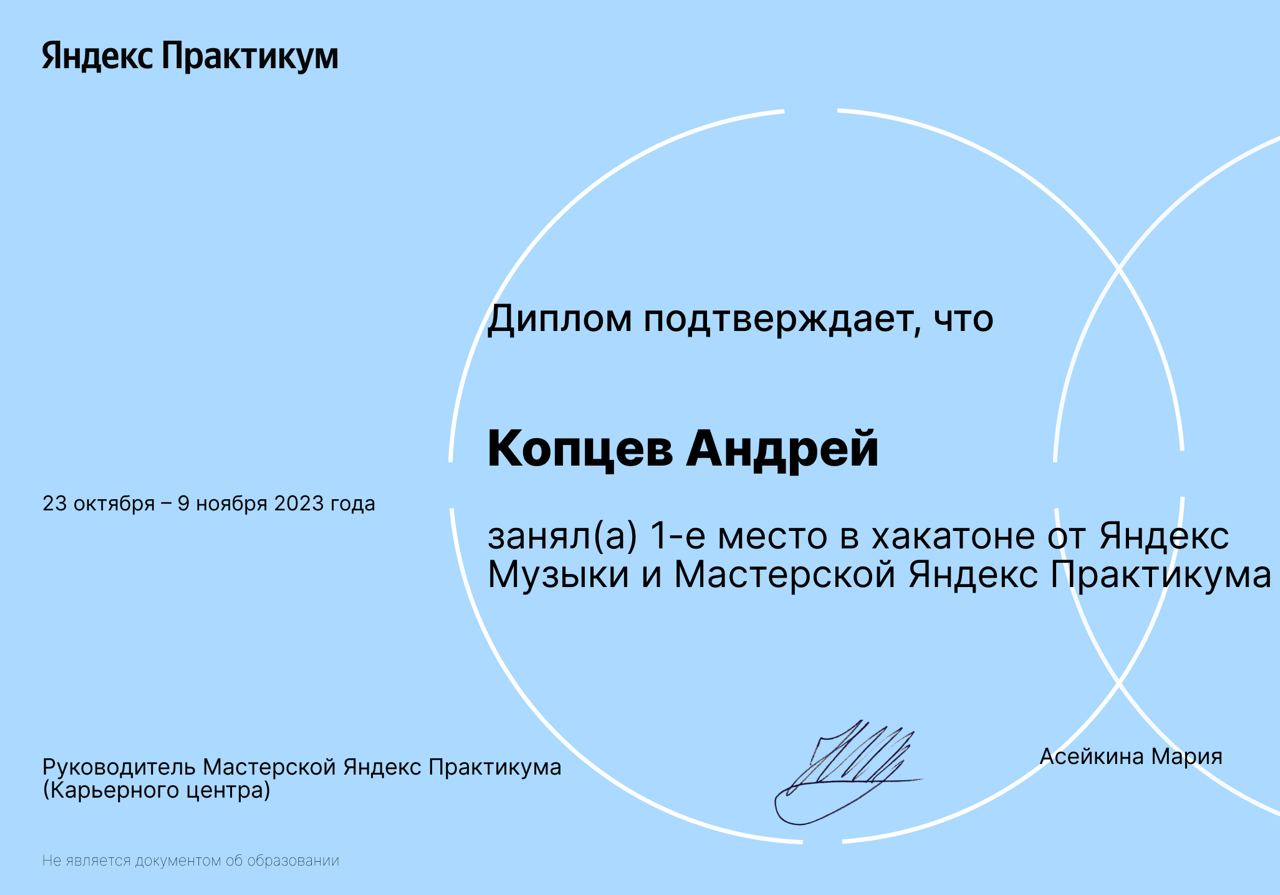 Яндекс Практикум
Диплом подтверждает, что
Копцев Андрей
23 октября – 9 ноября 2023 года
занял(а) 1-е место в хакатоне от Яндекс
Музыки и Мастерской Яндекс Практикума
Руководитель Мастерской Яндекс Практикума
(Карьерного центра)
Асейкина Мария
Не является документом об образовании